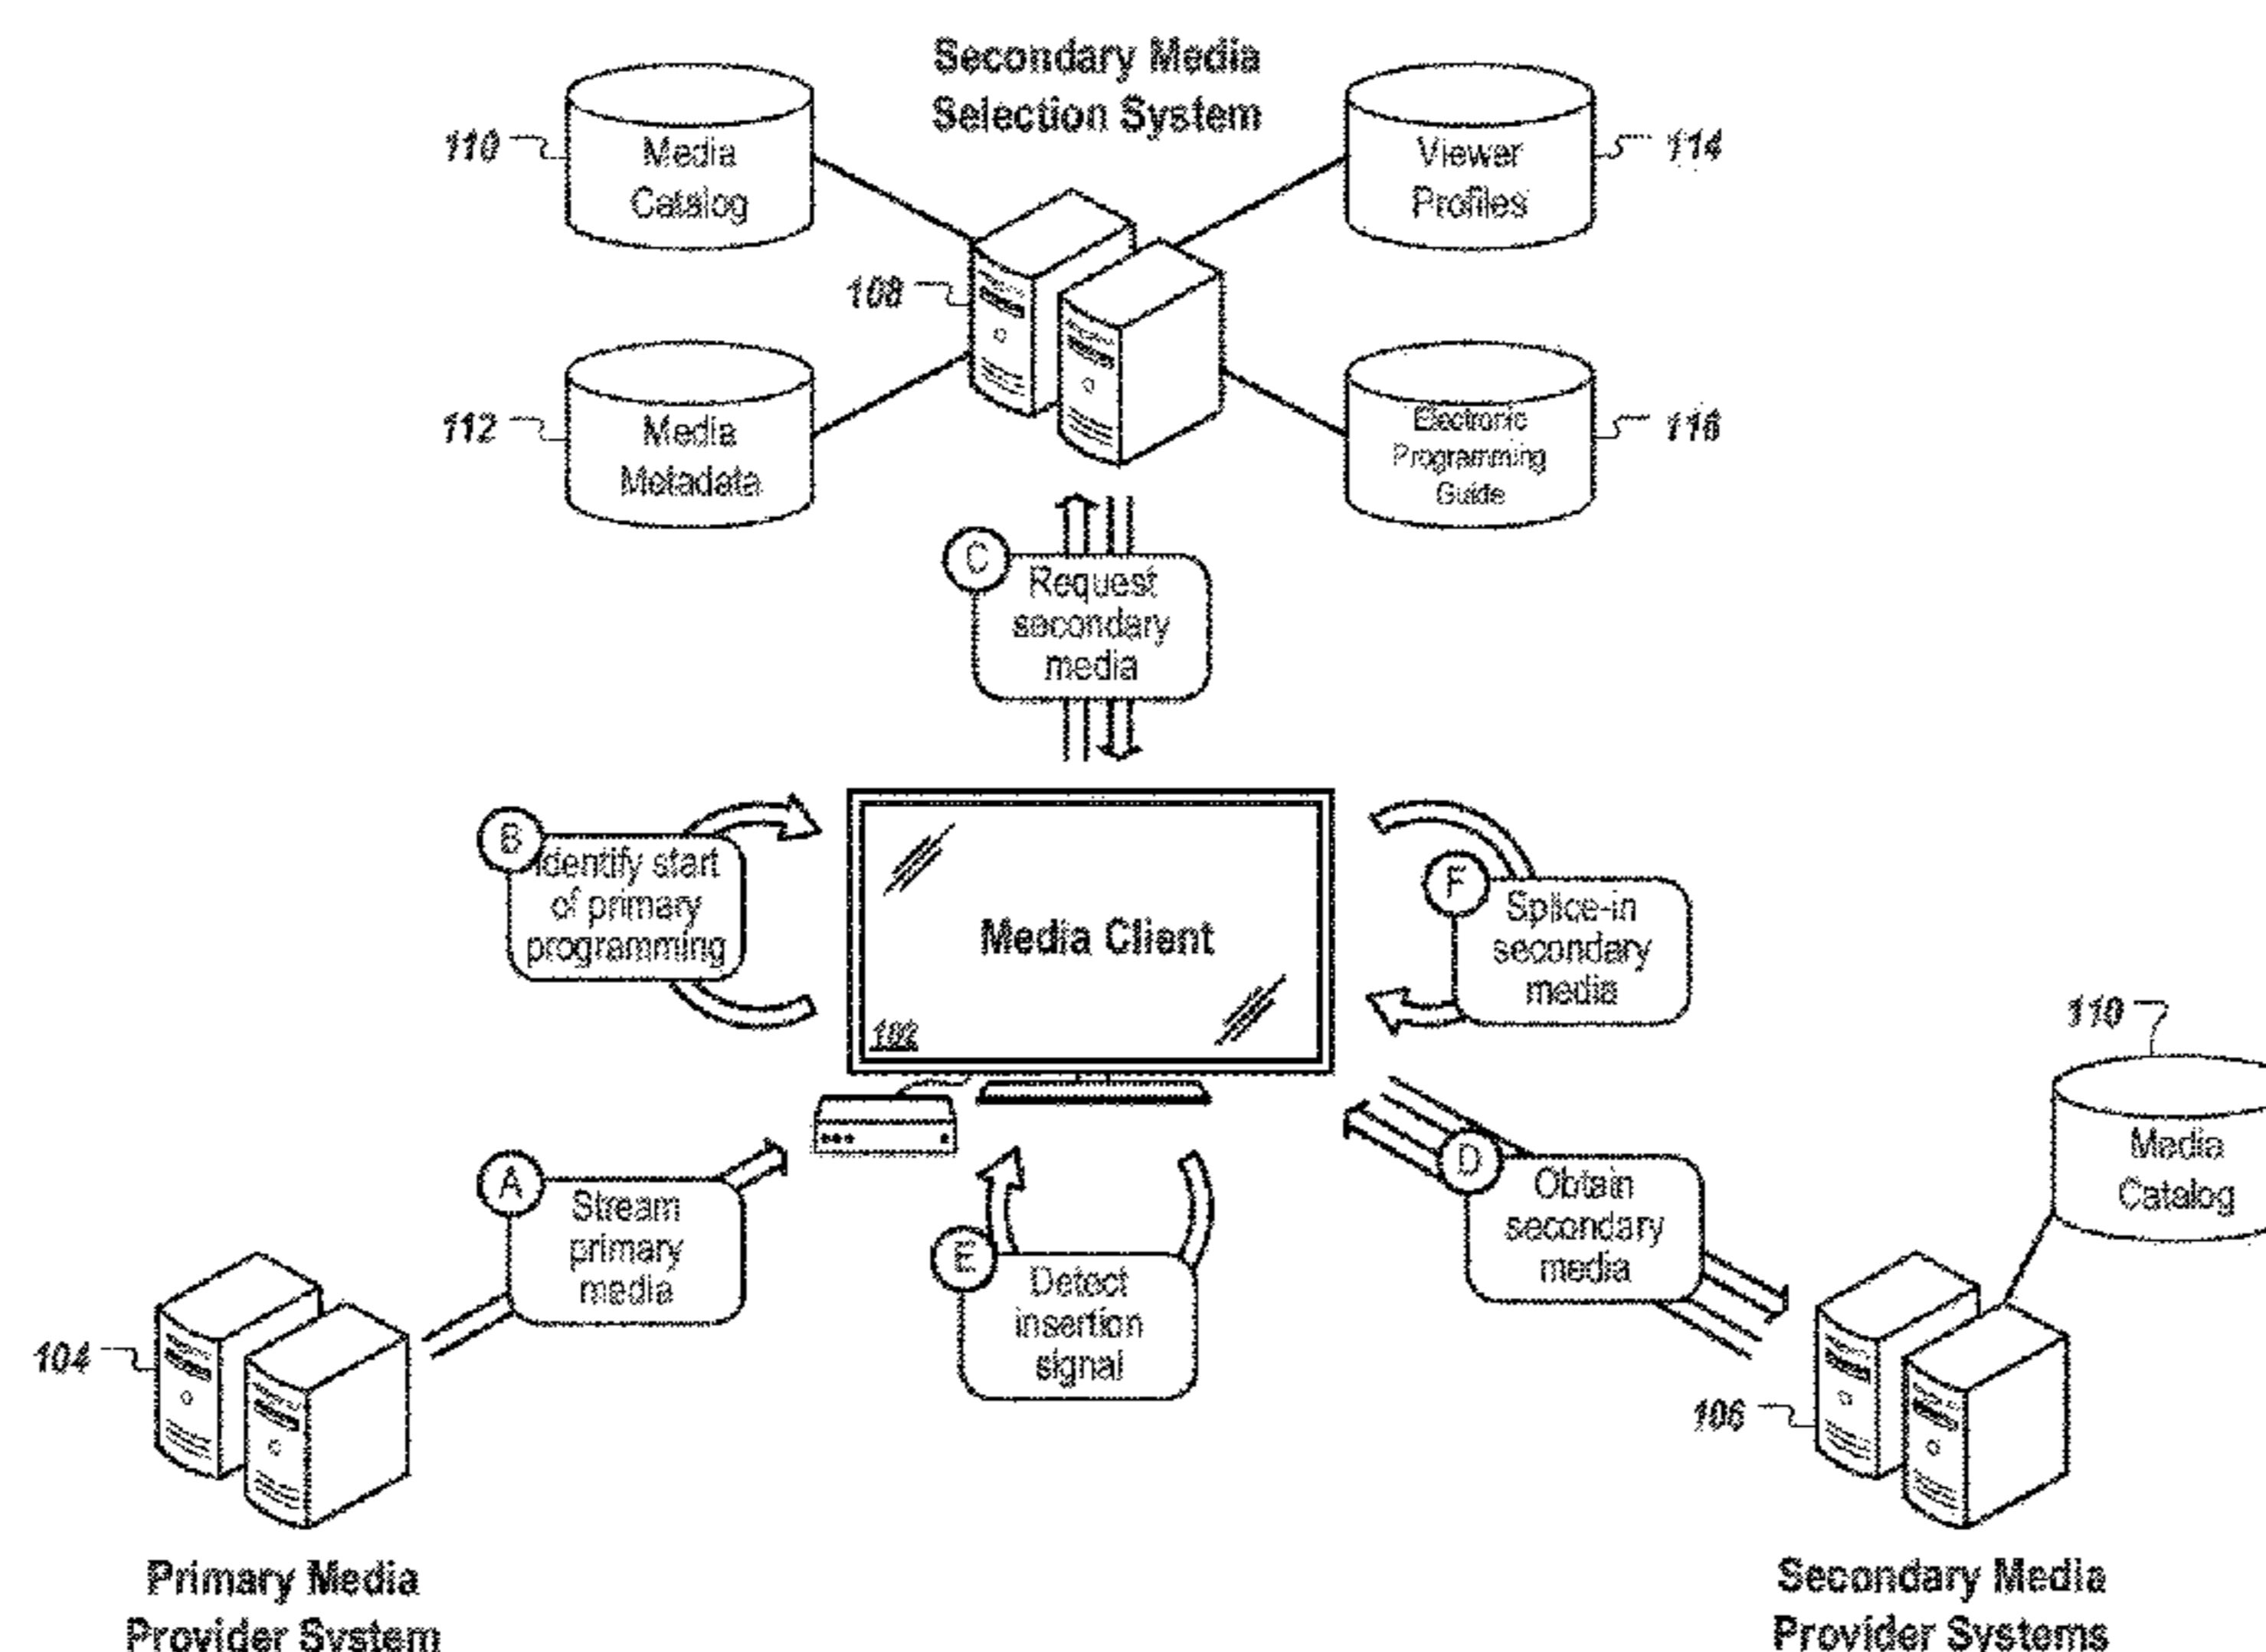 Secondary Media
Selection System
110
Media
Catalog
Viewer
Profiles
114
108
112
Media
Metadata
Electronic
Programming
Guide
116
C
Request
secondary
media
B
Identify start
of primary
programming
Media Client
102
F
Splice-in
secondary
media
110
Media
Catalog
A
Stream
primary
media
E
Detect
insertion
signal
D
Obtain
secondary
media
104
106
Primary Media
Provider System
Secondary Media
Provider Systems